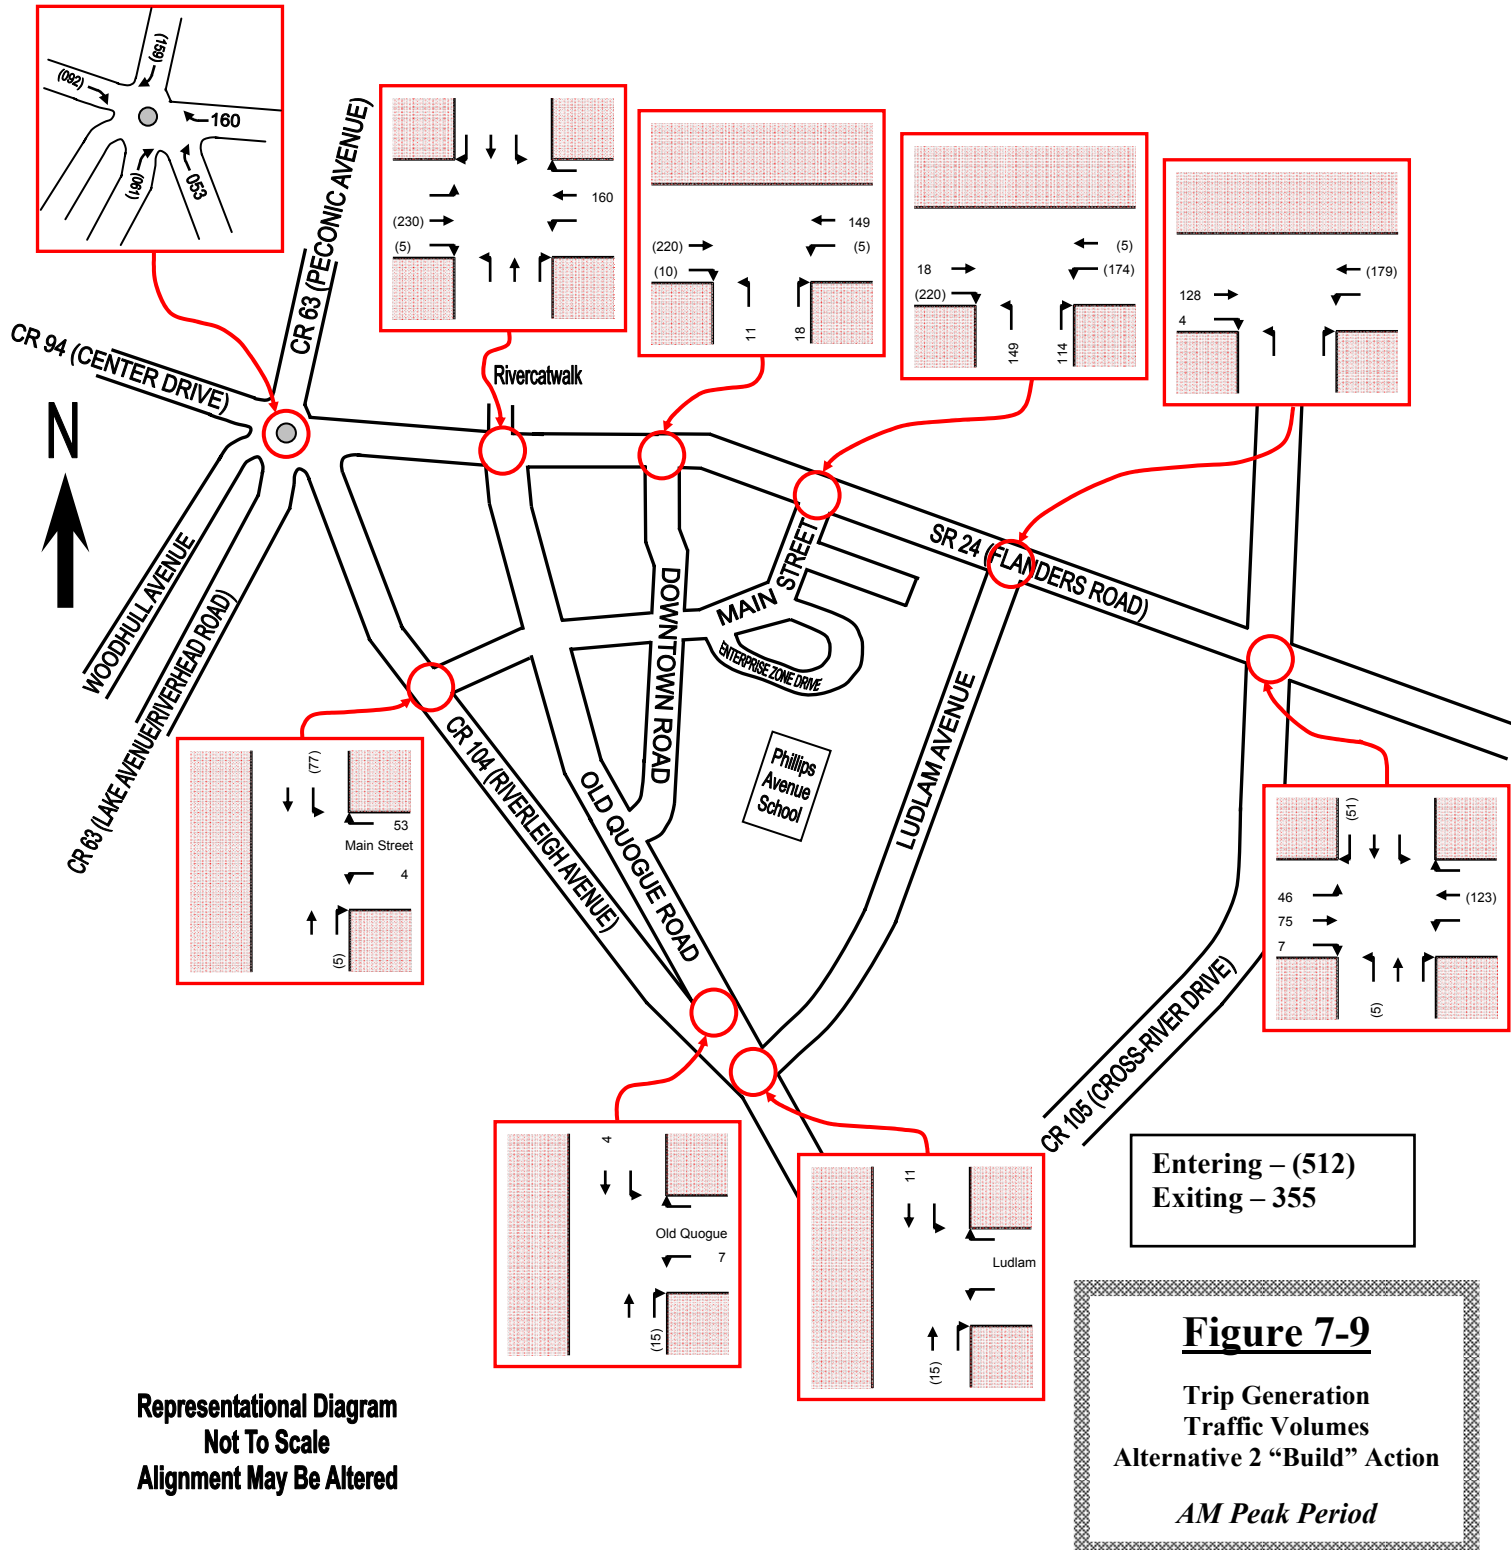 (159)
(092)
160
(061)
053
(230)
(5)
160
(220)
(10)
149
(5)
11
18
18
(220)
(5)
(174)
149
114
128
4
(179)
CR 63 (PECONIC AVENUE)
CR 94 (CENTER DRIVE)
Rivercatwalk
N
SR 24 (FLANDERS ROAD)
MAIN STREET
DOWNTOWN ROAD
ENTERPRISE ZONE DRIVE
WOODHULL AVENUE
CR 63 (LAKE AVENUE/RIVERHEAD ROAD)
CR 104 (RIVERLEIGH AVENUE)
OLD QUOGUE ROAD
Phillips
Avenue
School
LUDLAM AVENUE
CR 105 (CROSS-RIVER DRIVE)
(77)
53
Main Street
4
(5)
(51)
46
75
7
(123)
(5)
4
Old Quogue
7
(15)
11
Ludlam
(15)
Entering – (512)
Exiting – 355
Representational Diagram
Not To Scale
Alignment May Be Altered
Figure 7-9
Trip Generation
Traffic Volumes
Alternative 2 “Build” Action
AM Peak Period